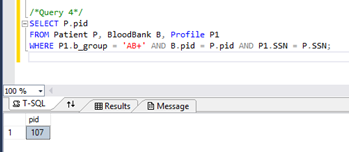 /*Query 4*/
SELECT P.pid
FROM Patient P, BloodBank B, Profile P1
WHERE P1.b_group = 'AB+' AND B.pid = P.pid AND P1.SSN = P.SSN;
100 %
T-SQL Results Message
pid
1 107